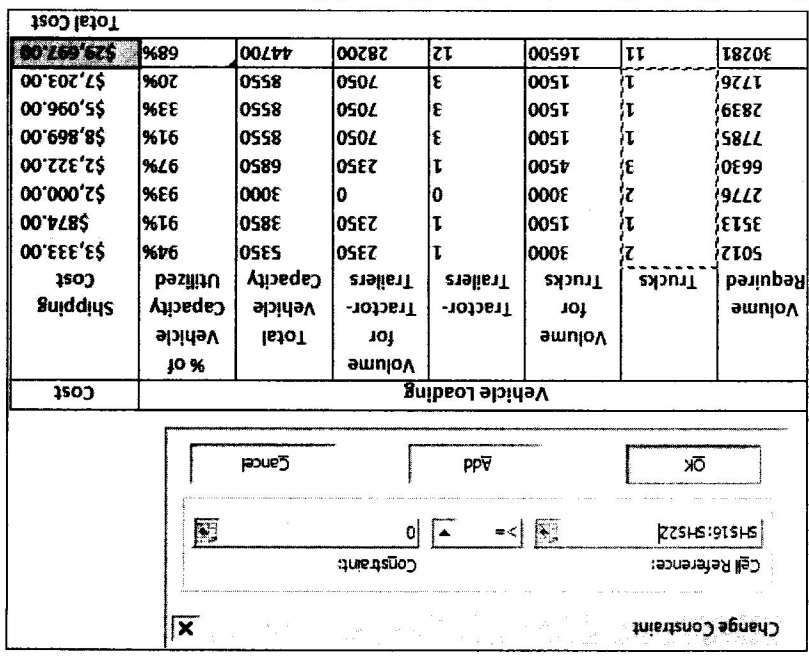 Change Constraint
Cell Reference: Constraint:
$H$16:$H$22 >= 0
OK Add Cancel
Vehicle Loading Cost
Volume Required Trucks Volume for Trucks Tractor-Trailers Volume for Tractor-Trailers Total Vehicle Capacity % of Vehicle Capacity Utilized Shipping Cost
5012 2 3000 1 2350 5350 94% $3,333.00
3513 1 1500 1 2350 3850 91% $874.00
2776 2 3000 0 0 3000 93% $2,000.00
6630 3 4500 1 2350 6850 97% $2,322.00
7785 1 1500 3 7050 8550 91% $8,869.00
2839 1 1500 3 7050 8550 33% $5,096.00
1726 1 1500 3 7050 8550 20% $7,203.00
30281 11 16500 12 28200 44700 68% $29,697.00
Total Cost